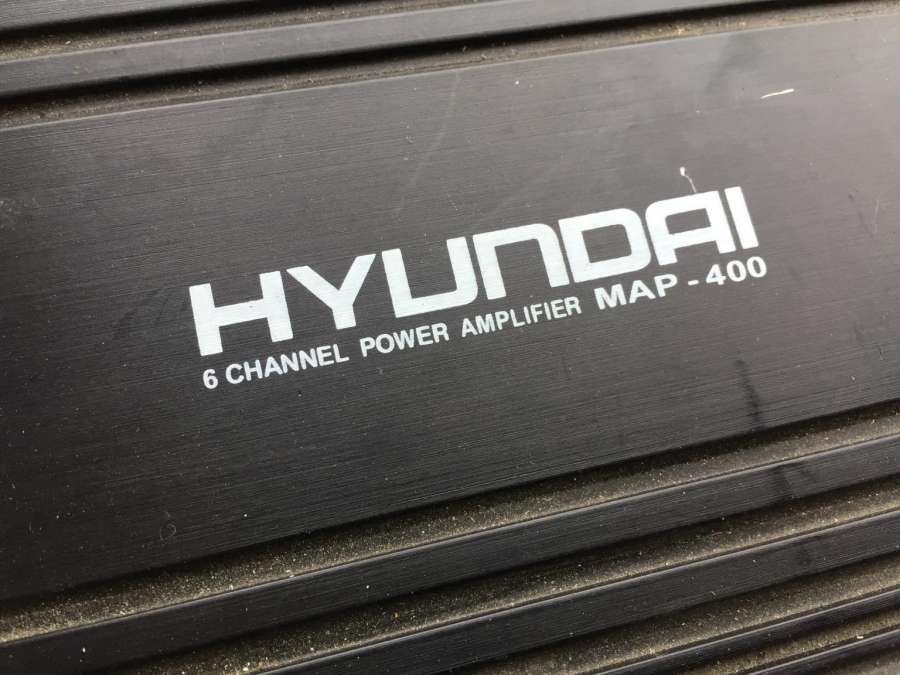 HYUNDAI
6 CHANNEL POWER AMPLIFIER MAP - 400